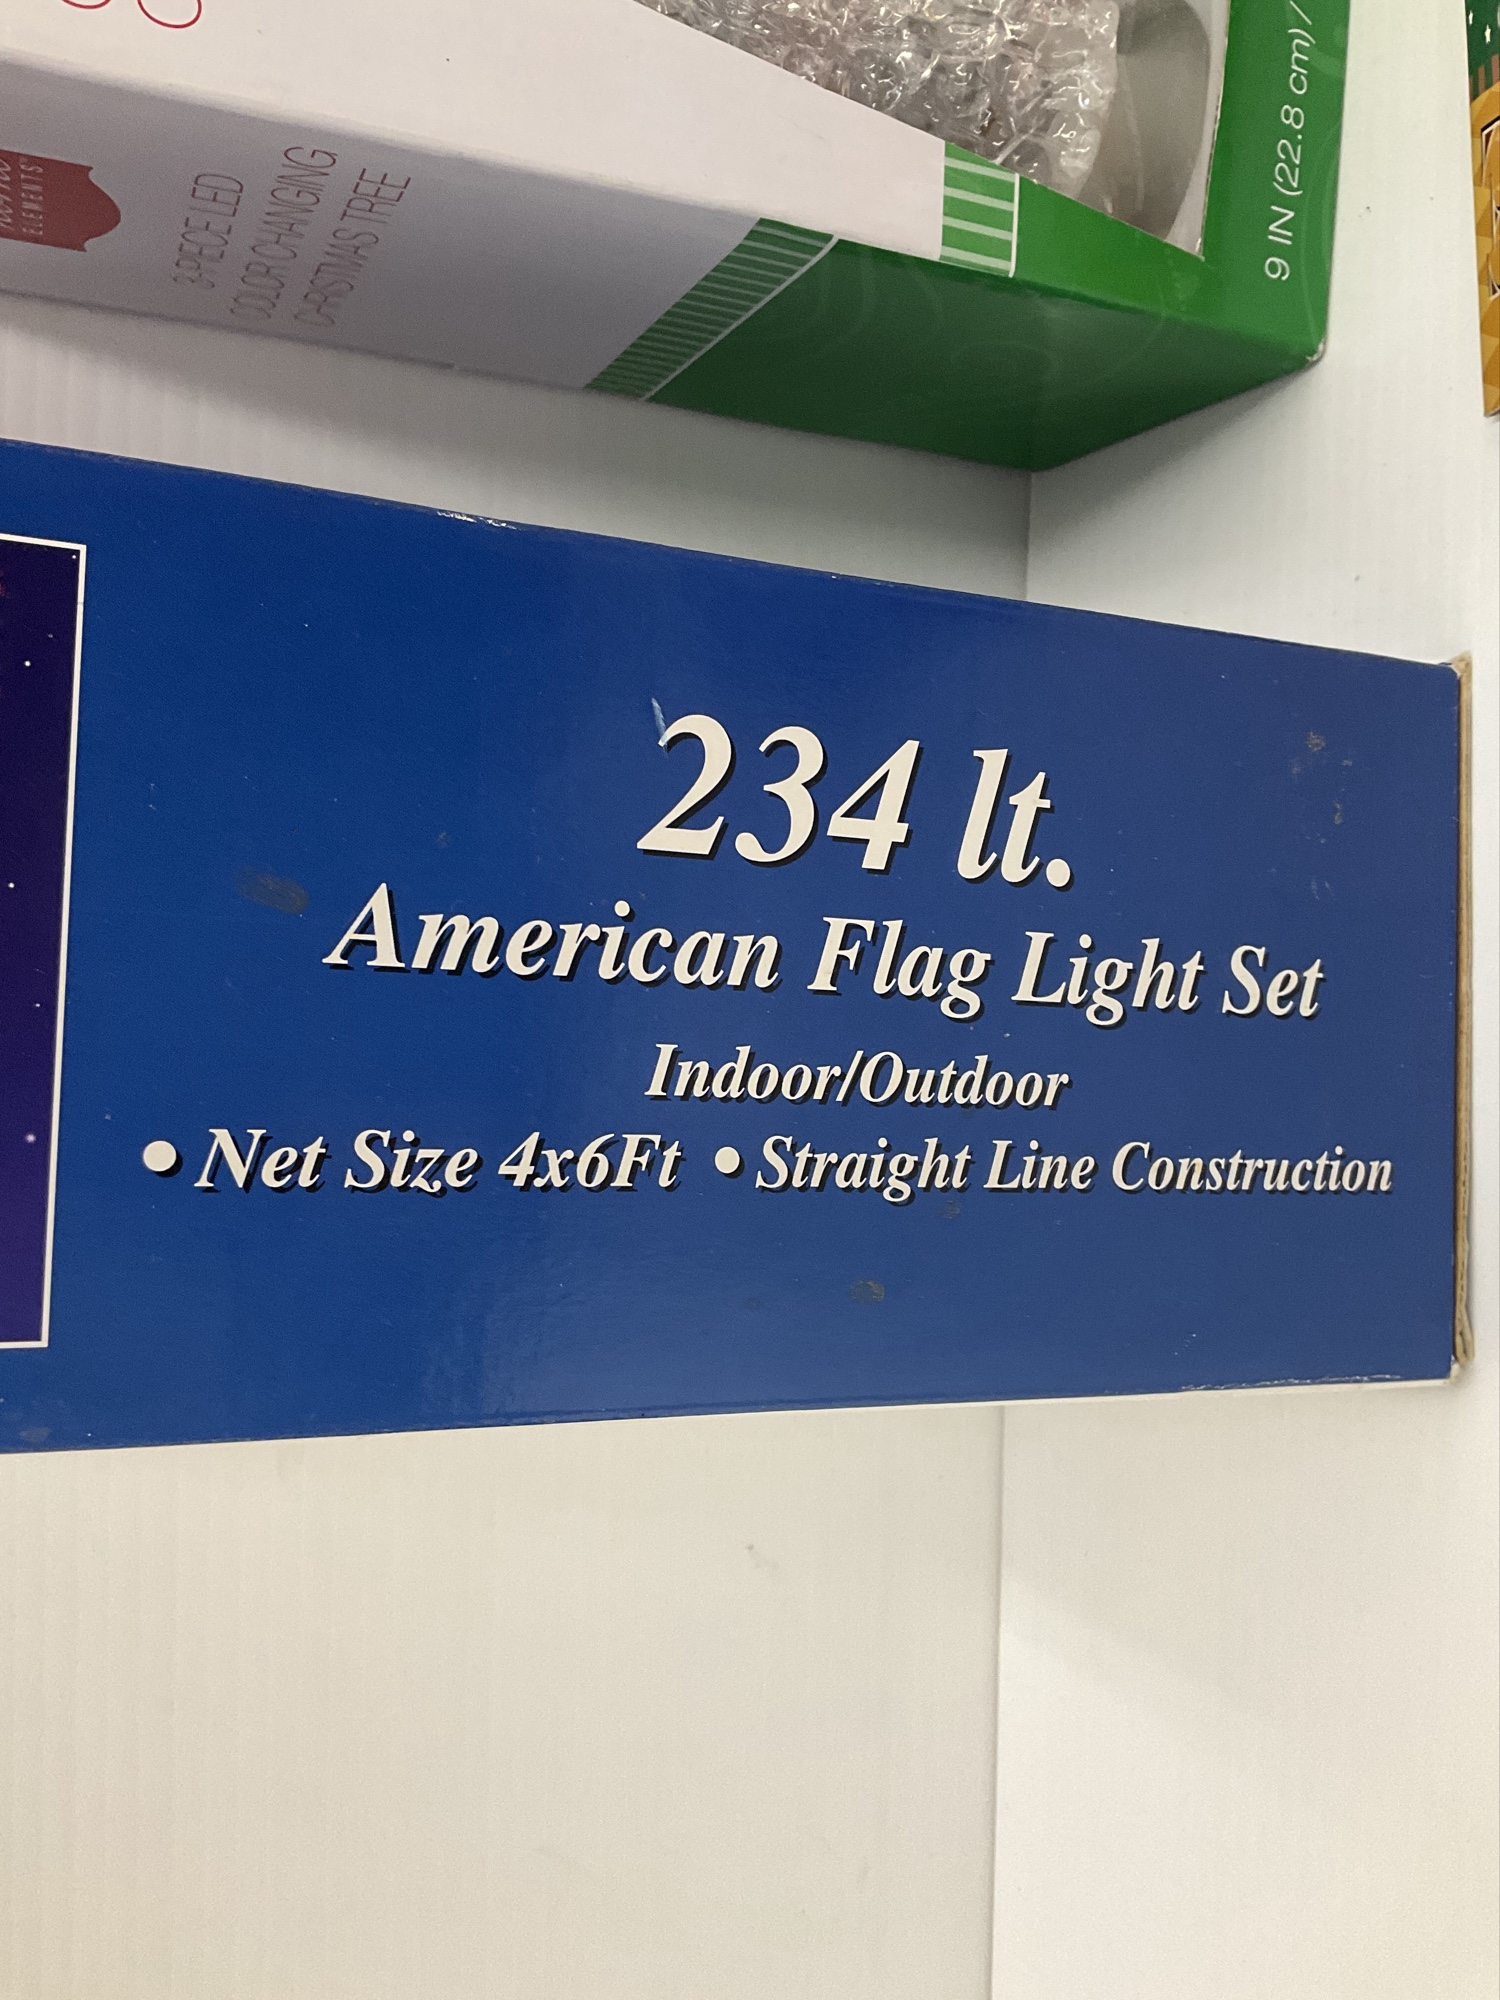 ELEMENTS™
3-PIECE LED
COLOR CHANGING
CHRISTMAS TREE
9 IN (22.8 cm) /
234 lt.
American Flag Light Set
Indoor/Outdoor
• Net Size 4x6Ft • Straight Line Construction